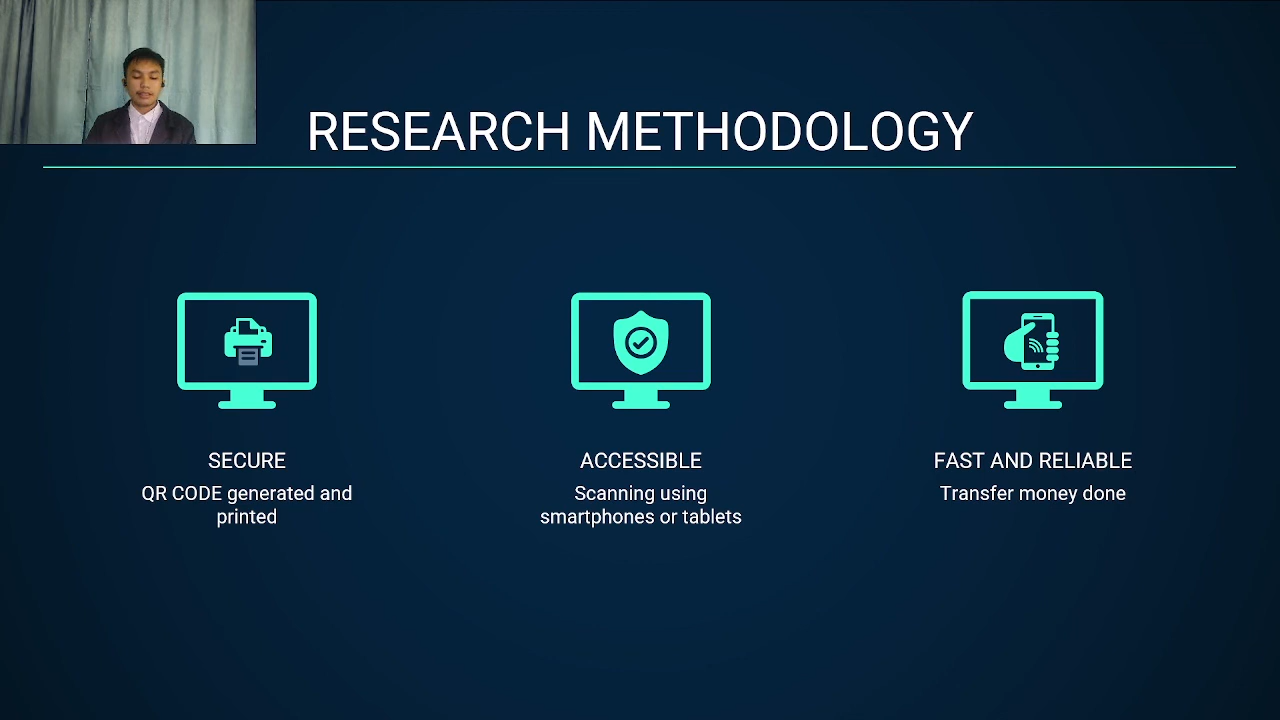 RESEARCH METHODOLOGY
SECURE
QR CODE generated and
printed
ACCESSIBLE
Scanning using
smartphones or tablets
FAST AND RELIABLE
Transfer money done